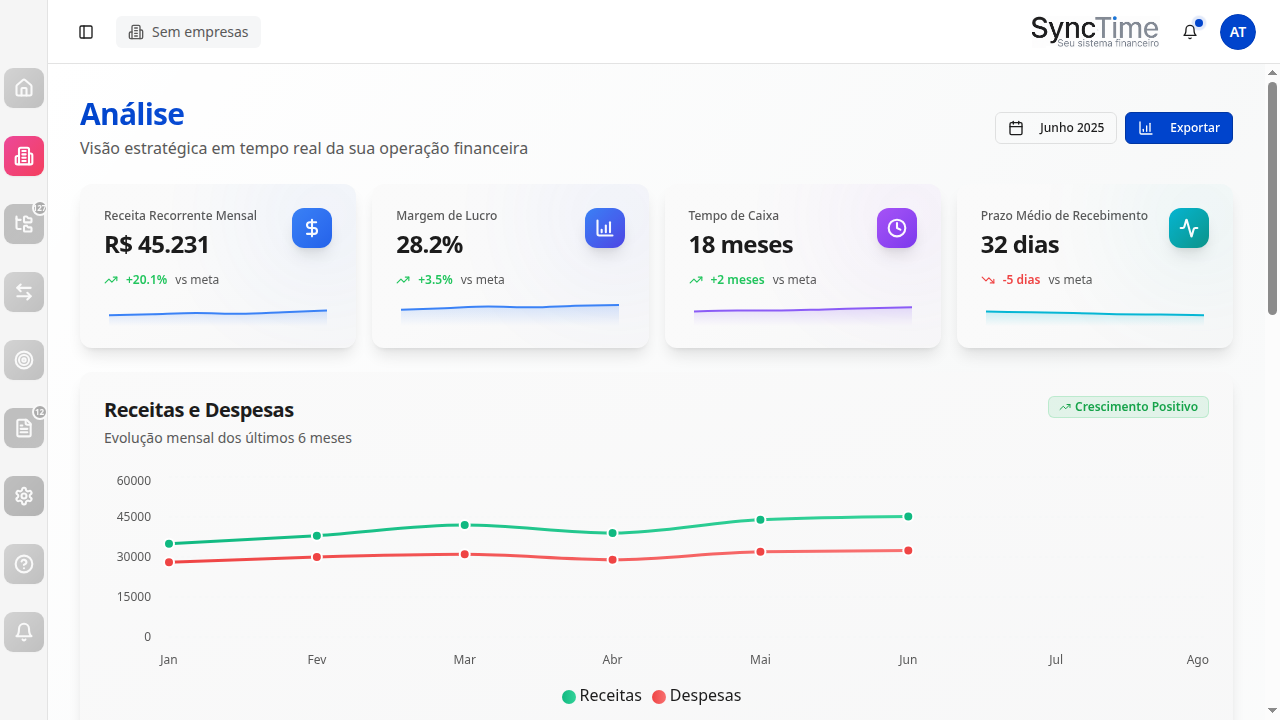 Sem empresas
SyncTime
Seu sistema financeiro
AT
Análise
Visão estratégica em tempo real da sua operação financeira
Junho 2025
Exportar
Receita Recorrente Mensal
R$ 45.231
+20.1% vs meta
Margem de Lucro
28.2%
+3.5% vs meta
Tempo de Caixa
18 meses
+2 meses vs meta
Prazo Médio de Recebimento
32 dias
-5 dias vs meta
12
Receitas e Despesas
Crescimento Positivo
Evolução mensal dos últimos 6 meses
60000
45000
30000
15000
0
Jan Fev Mar Abr Mai Jun Jul Ago
Receitas Despesas